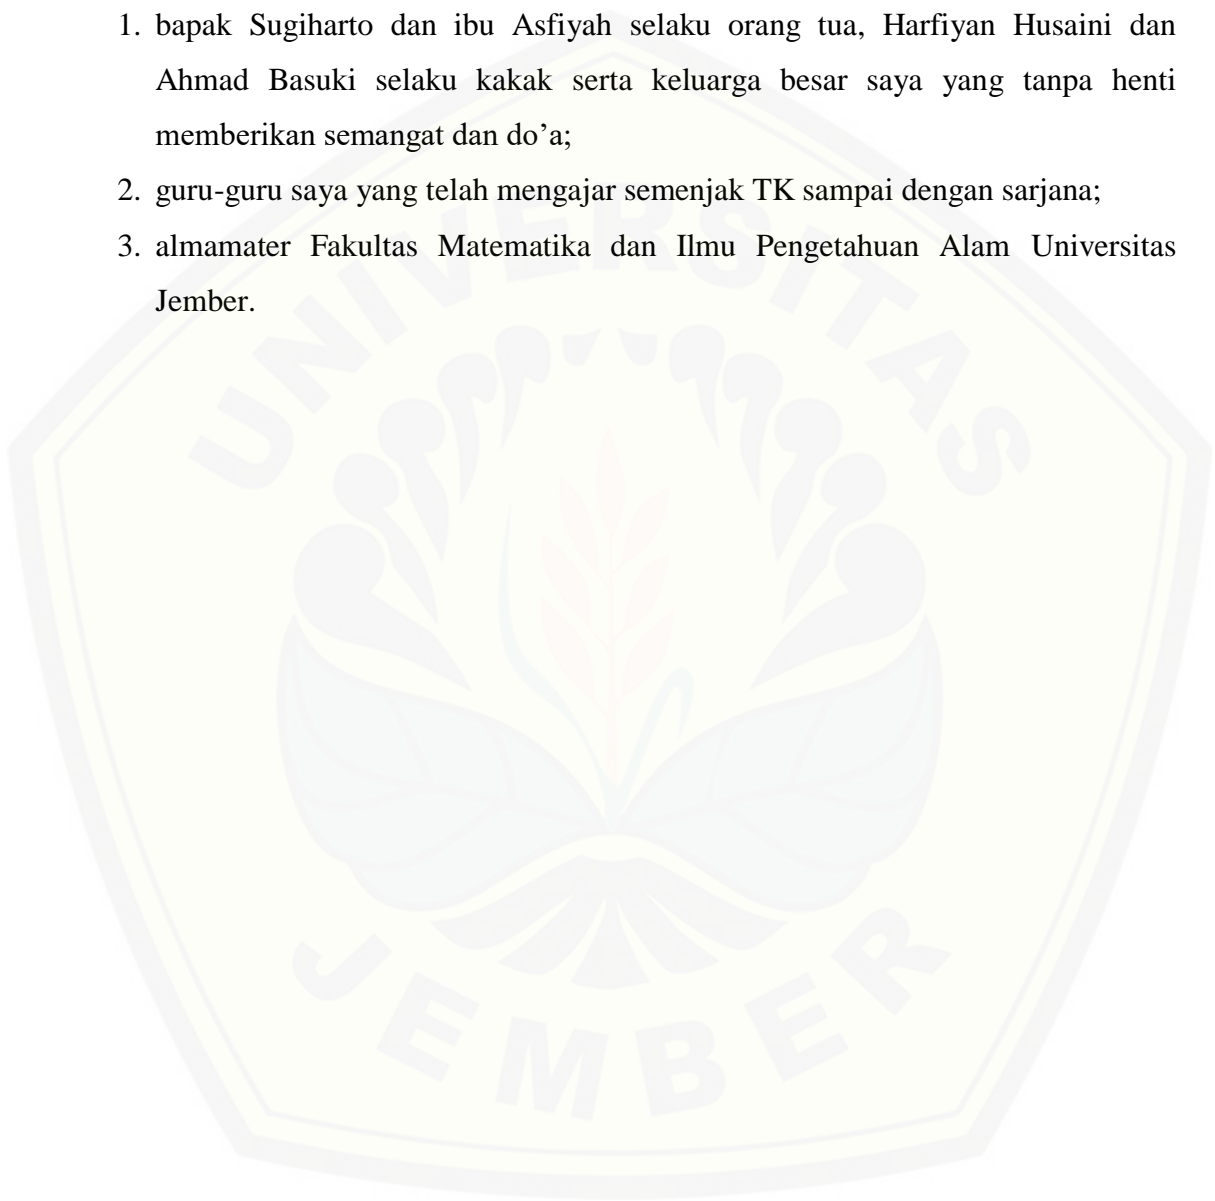 1. bapak Sugiharto dan ibu Asfiyah selaku orang tua, Harfiyan Husaini dan
Ahmad Basuki selaku kakak serta keluarga besar saya yang tanpa henti
memberikan semangat dan do’a;
2. guru-guru saya yang telah mengajar semenjak TK sampai dengan sarjana;
3. almamater Fakultas Matematika dan Ilmu Pengetahuan Alam Universitas
Jember.
UNIVERSITAS
JEMBER